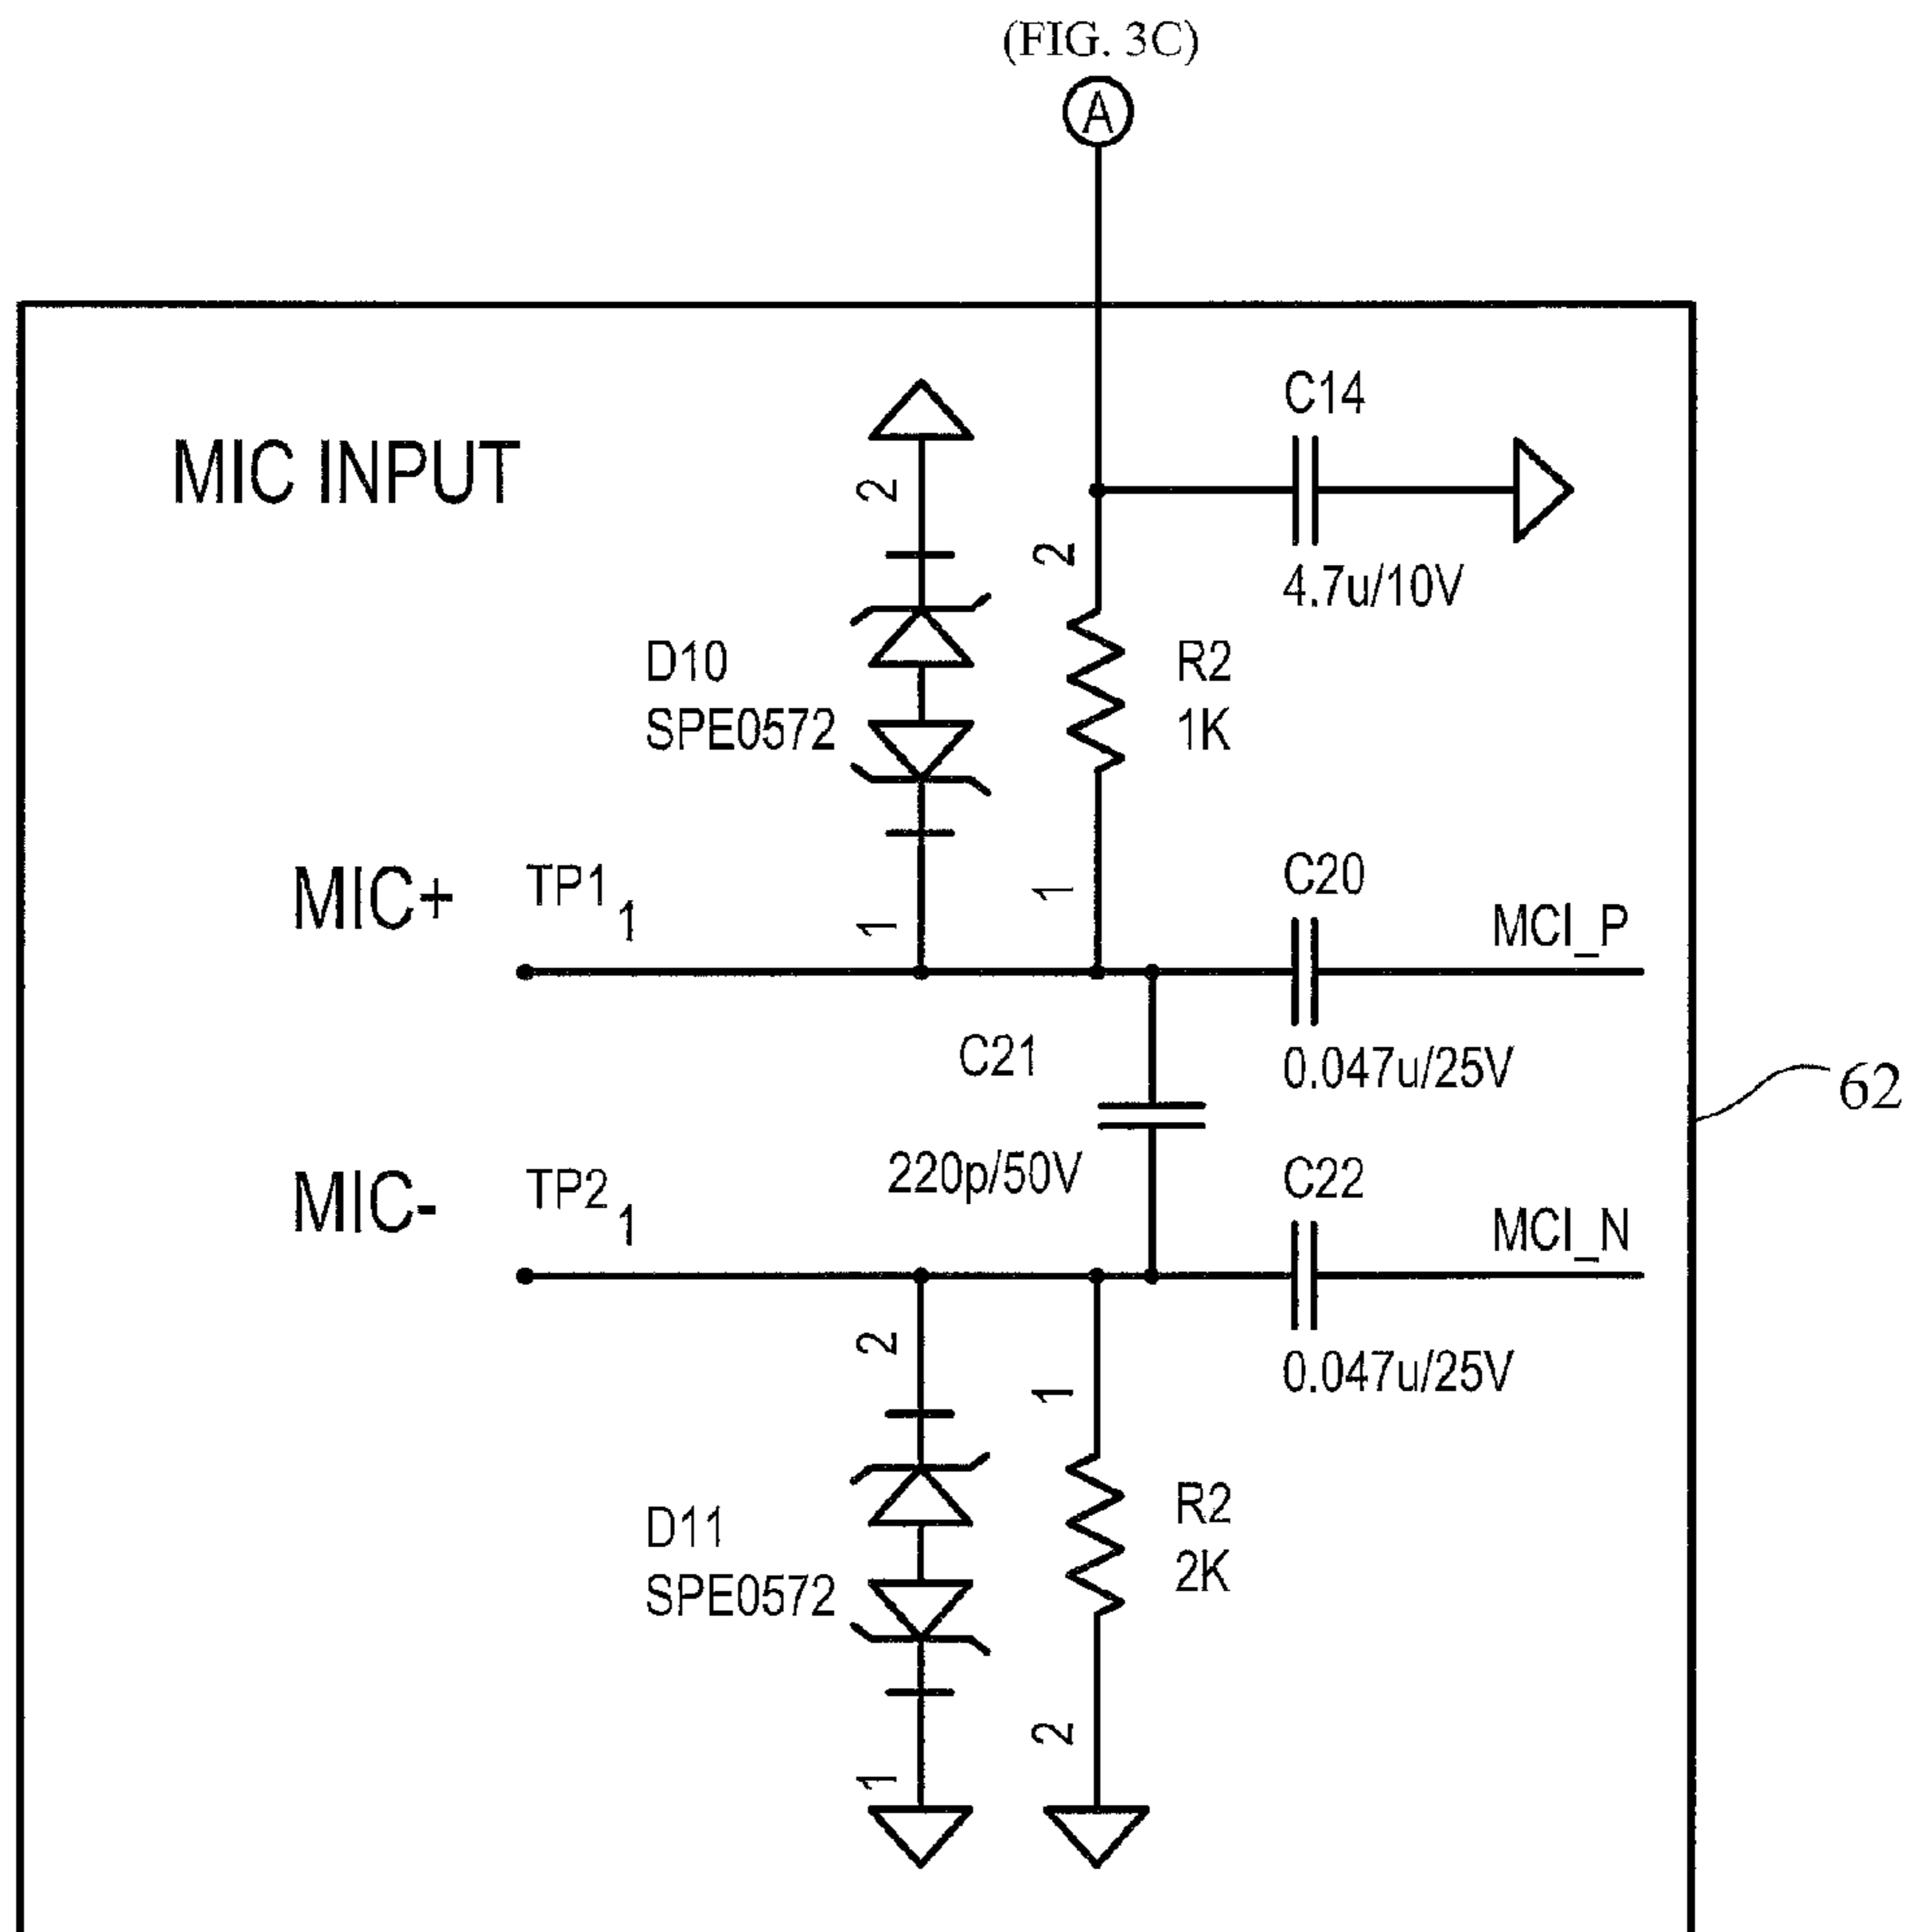 (FIG. 3C)
A
MIC INPUT
C14
4.7u/10V
2
2
D10
SPE0572
R2
1K
1
1
MIC+
TP1
1
C20
MCI_P
0.047u/25V
C21
220p/50V
62
MIC-
TP2
1
C22
MCI_N
0.047u/25V
2
1
D11
SPE0572
R2
2K
1
2